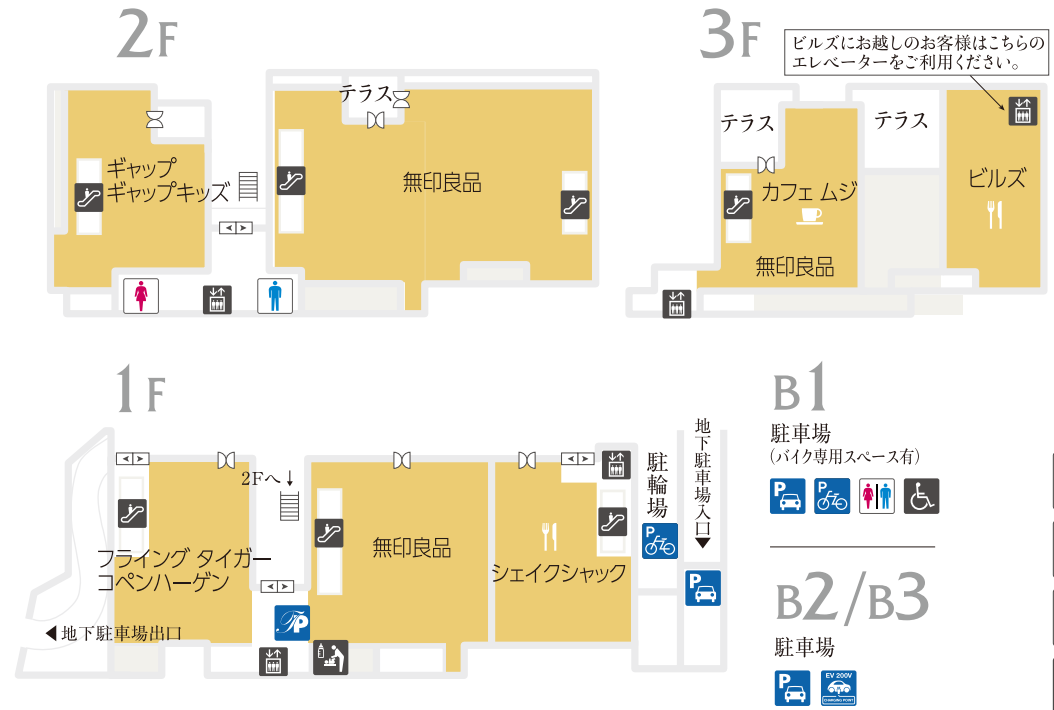 2F
テラス
ギャップ
ギャップキッズ
無印良品
3F
ビルズにお越しのお客様はこちらの
エレベーターをご利用ください。
テラス
テラス
カフェ ムジ
無印良品
ビルズ
1F
2Fへ↓
フライング タイガー
コペンハーゲン
無印良品
シェイクシャック
駐輪場
P
地下駐車場入口▼
P
◀地下駐車場出口
P
B1
駐車場
(バイク専用スペース有)
P
P
B2/B3
駐車場
P
EV 200V
CHARGING POINT